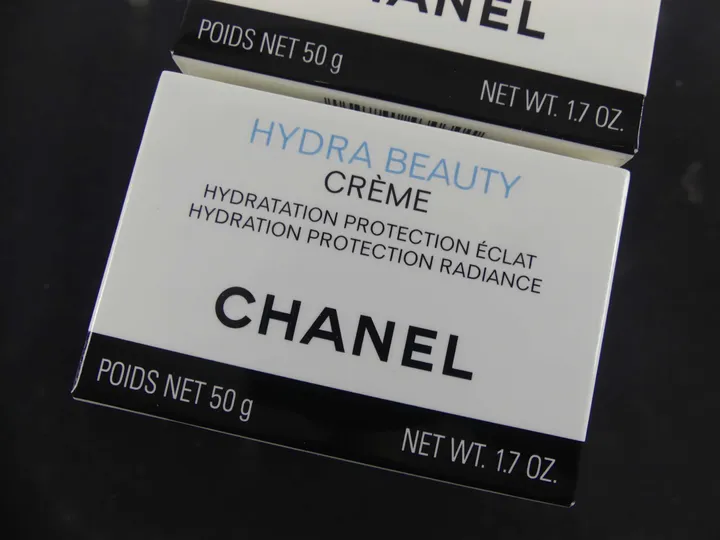 CHANEL
POIDS NET 50 g
NET WT. 1.7 OZ.
HYDRA BEAUTY
CRÈME
HYDRATATION PROTECTION ÉCLAT
HYDRATION PROTECTION RADIANCE
CHANEL
POIDS NET 50 g
NET WT. 1.7 OZ.